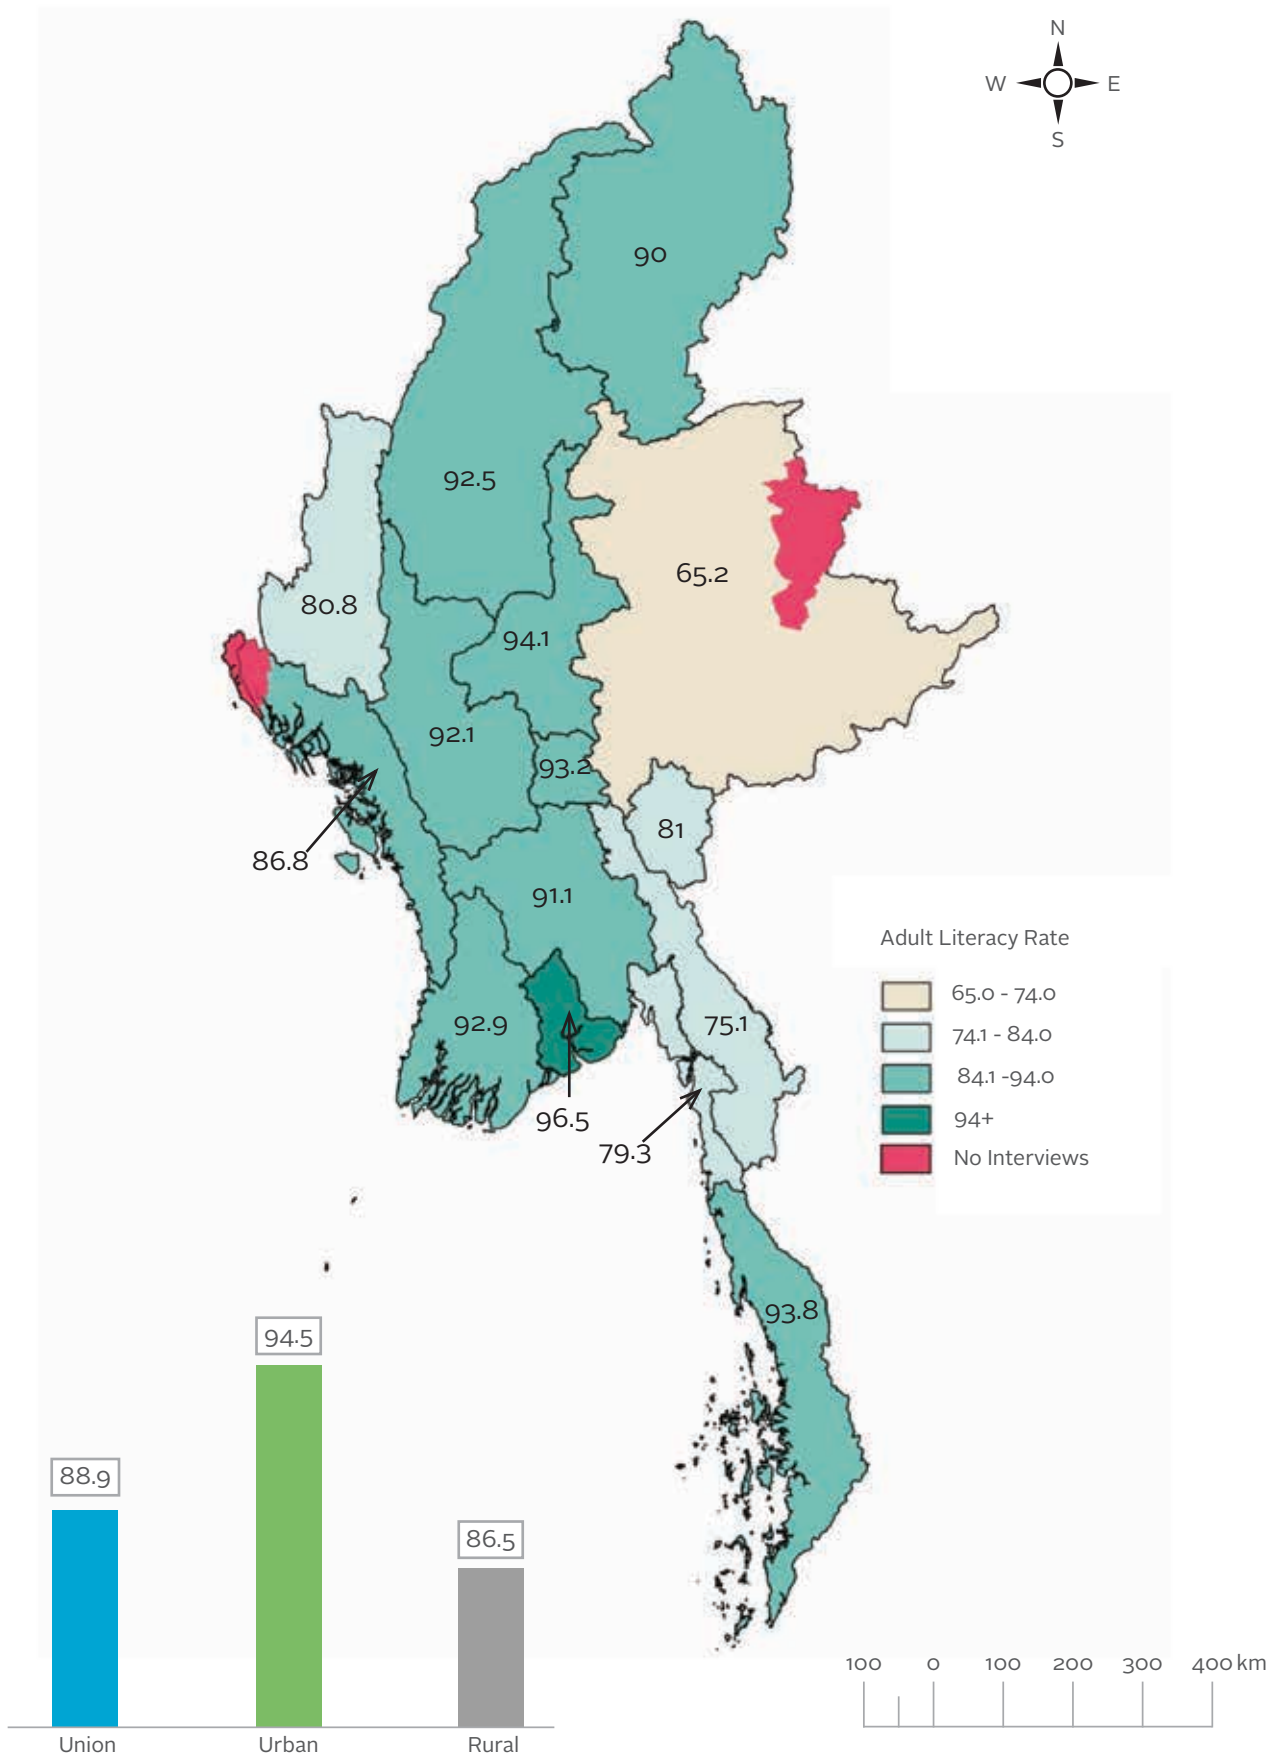 N
W E
S
90
92.5
65.2
80.8
94.1
92.1
93.2
81
86.8
91.1
92.9
75.1
96.5
79.3
93.8
Adult Literacy Rate
65.0 - 74.0
74.1 - 84.0
84.1 -94.0
94+
No Interviews
94.5
88.9
86.5
Union Urban Rural
100 0 100 200 300 400 km